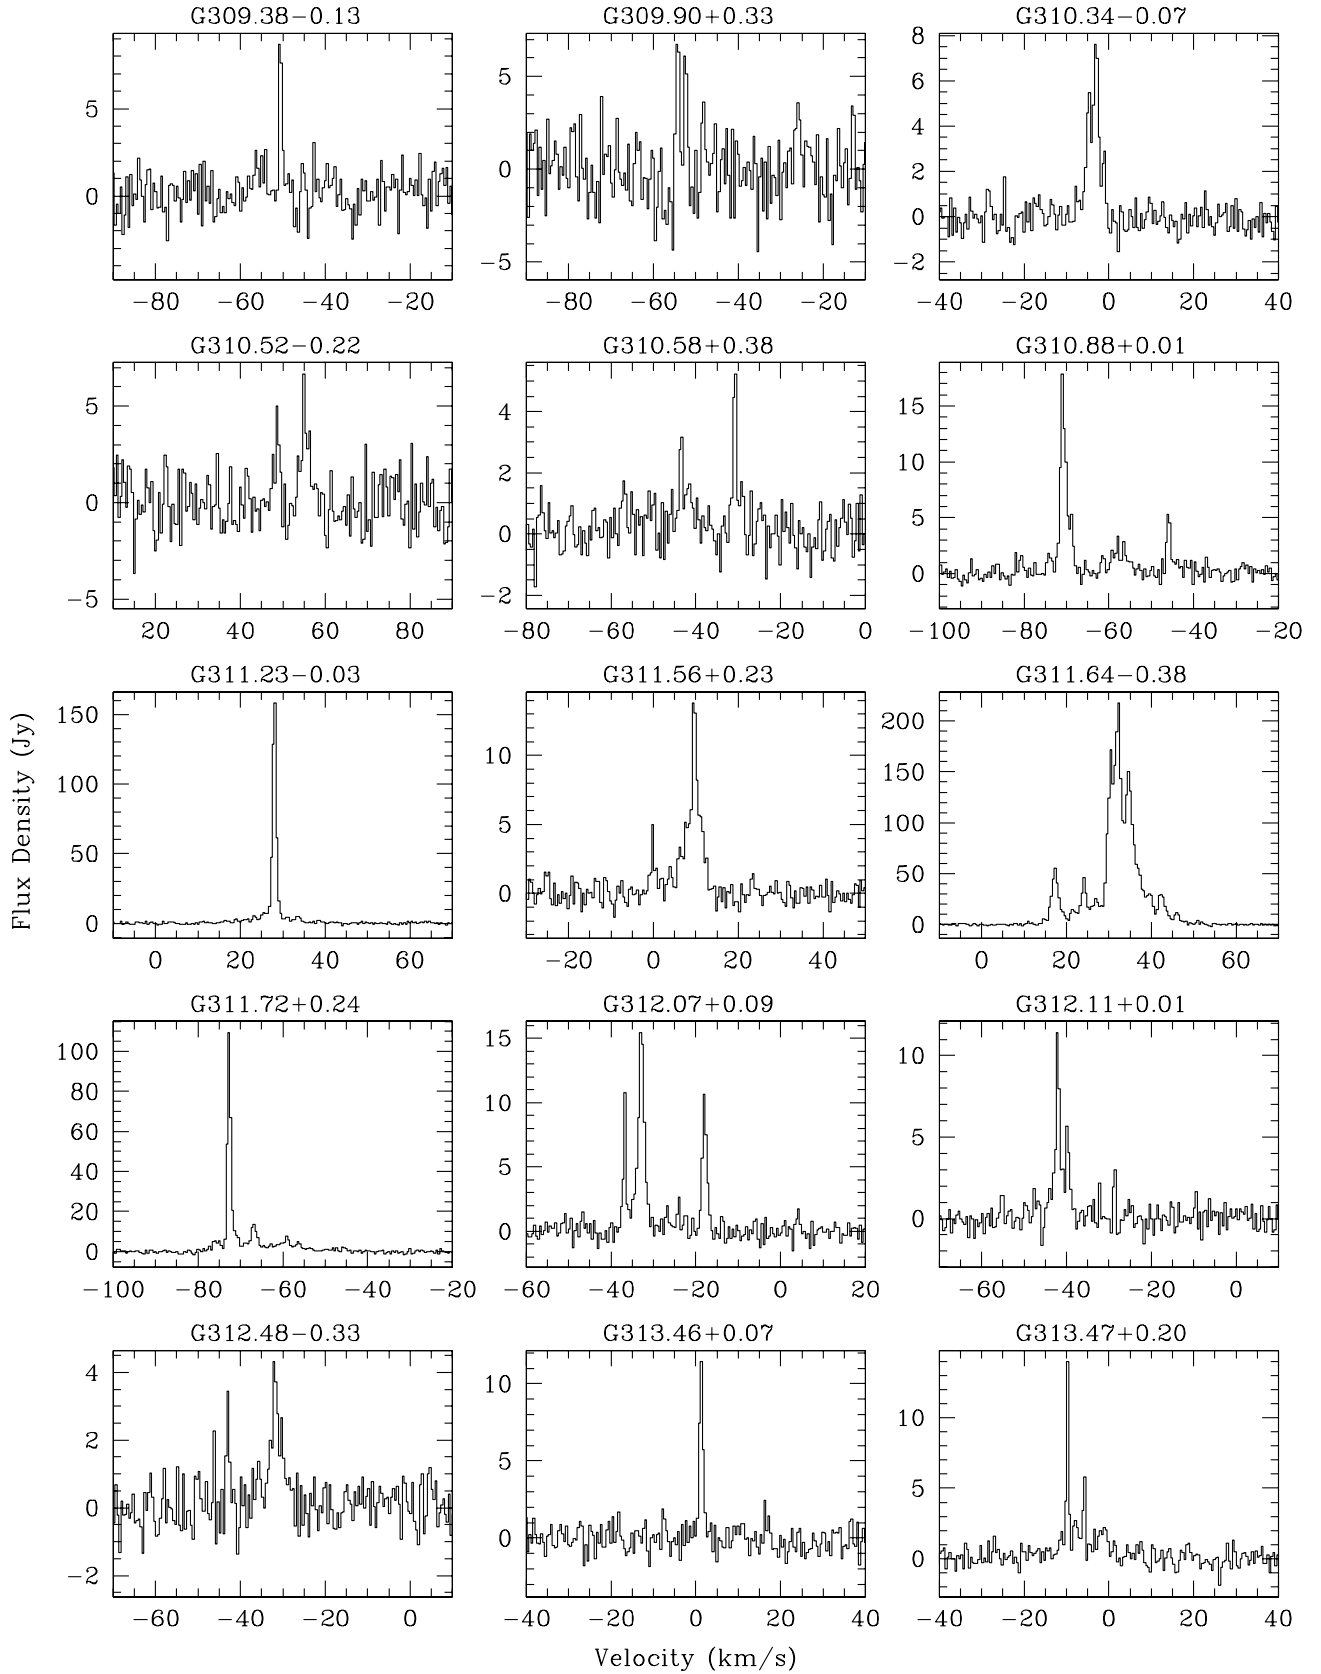 G309.38−0.13 G309.90+0.33 G310.34−0.07
5
0
−80 −60 −40 −20
5
0
−5
−80 −60 −40 −20
8
6
4
2
0
−2
−40 −20 0 20 40
G310.52−0.22 G310.58+0.38 G310.88+0.01
5
0
−5
20 40 60 80
4
2
0
−2
−80 −60 −40 −20 0
15
10
5
0
−100 −80 −60 −40 −20
G311.23−0.03 G311.56+0.23 G311.64−0.38
Flux Density (Jy)
150
100
50
0
0 20 40 60
10
5
0
−20 0 20 40
200
150
100
50
0
0 20 40 60
G311.72+0.24 G312.07+0.09 G312.11+0.01
100
80
60
40
20
0
−100 −80 −60 −40 −20
15
10
5
0
−60 −40 −20 0 20
10
5
0
−60 −40 −20 0
G312.48−0.33 G313.46+0.07 G313.47+0.20
4
2
0
−2
−60 −40 −20 0
10
5
0
−40 −20 0 20 40
10
5
0
−40 −20 0 20 40
Velocity (km/s)